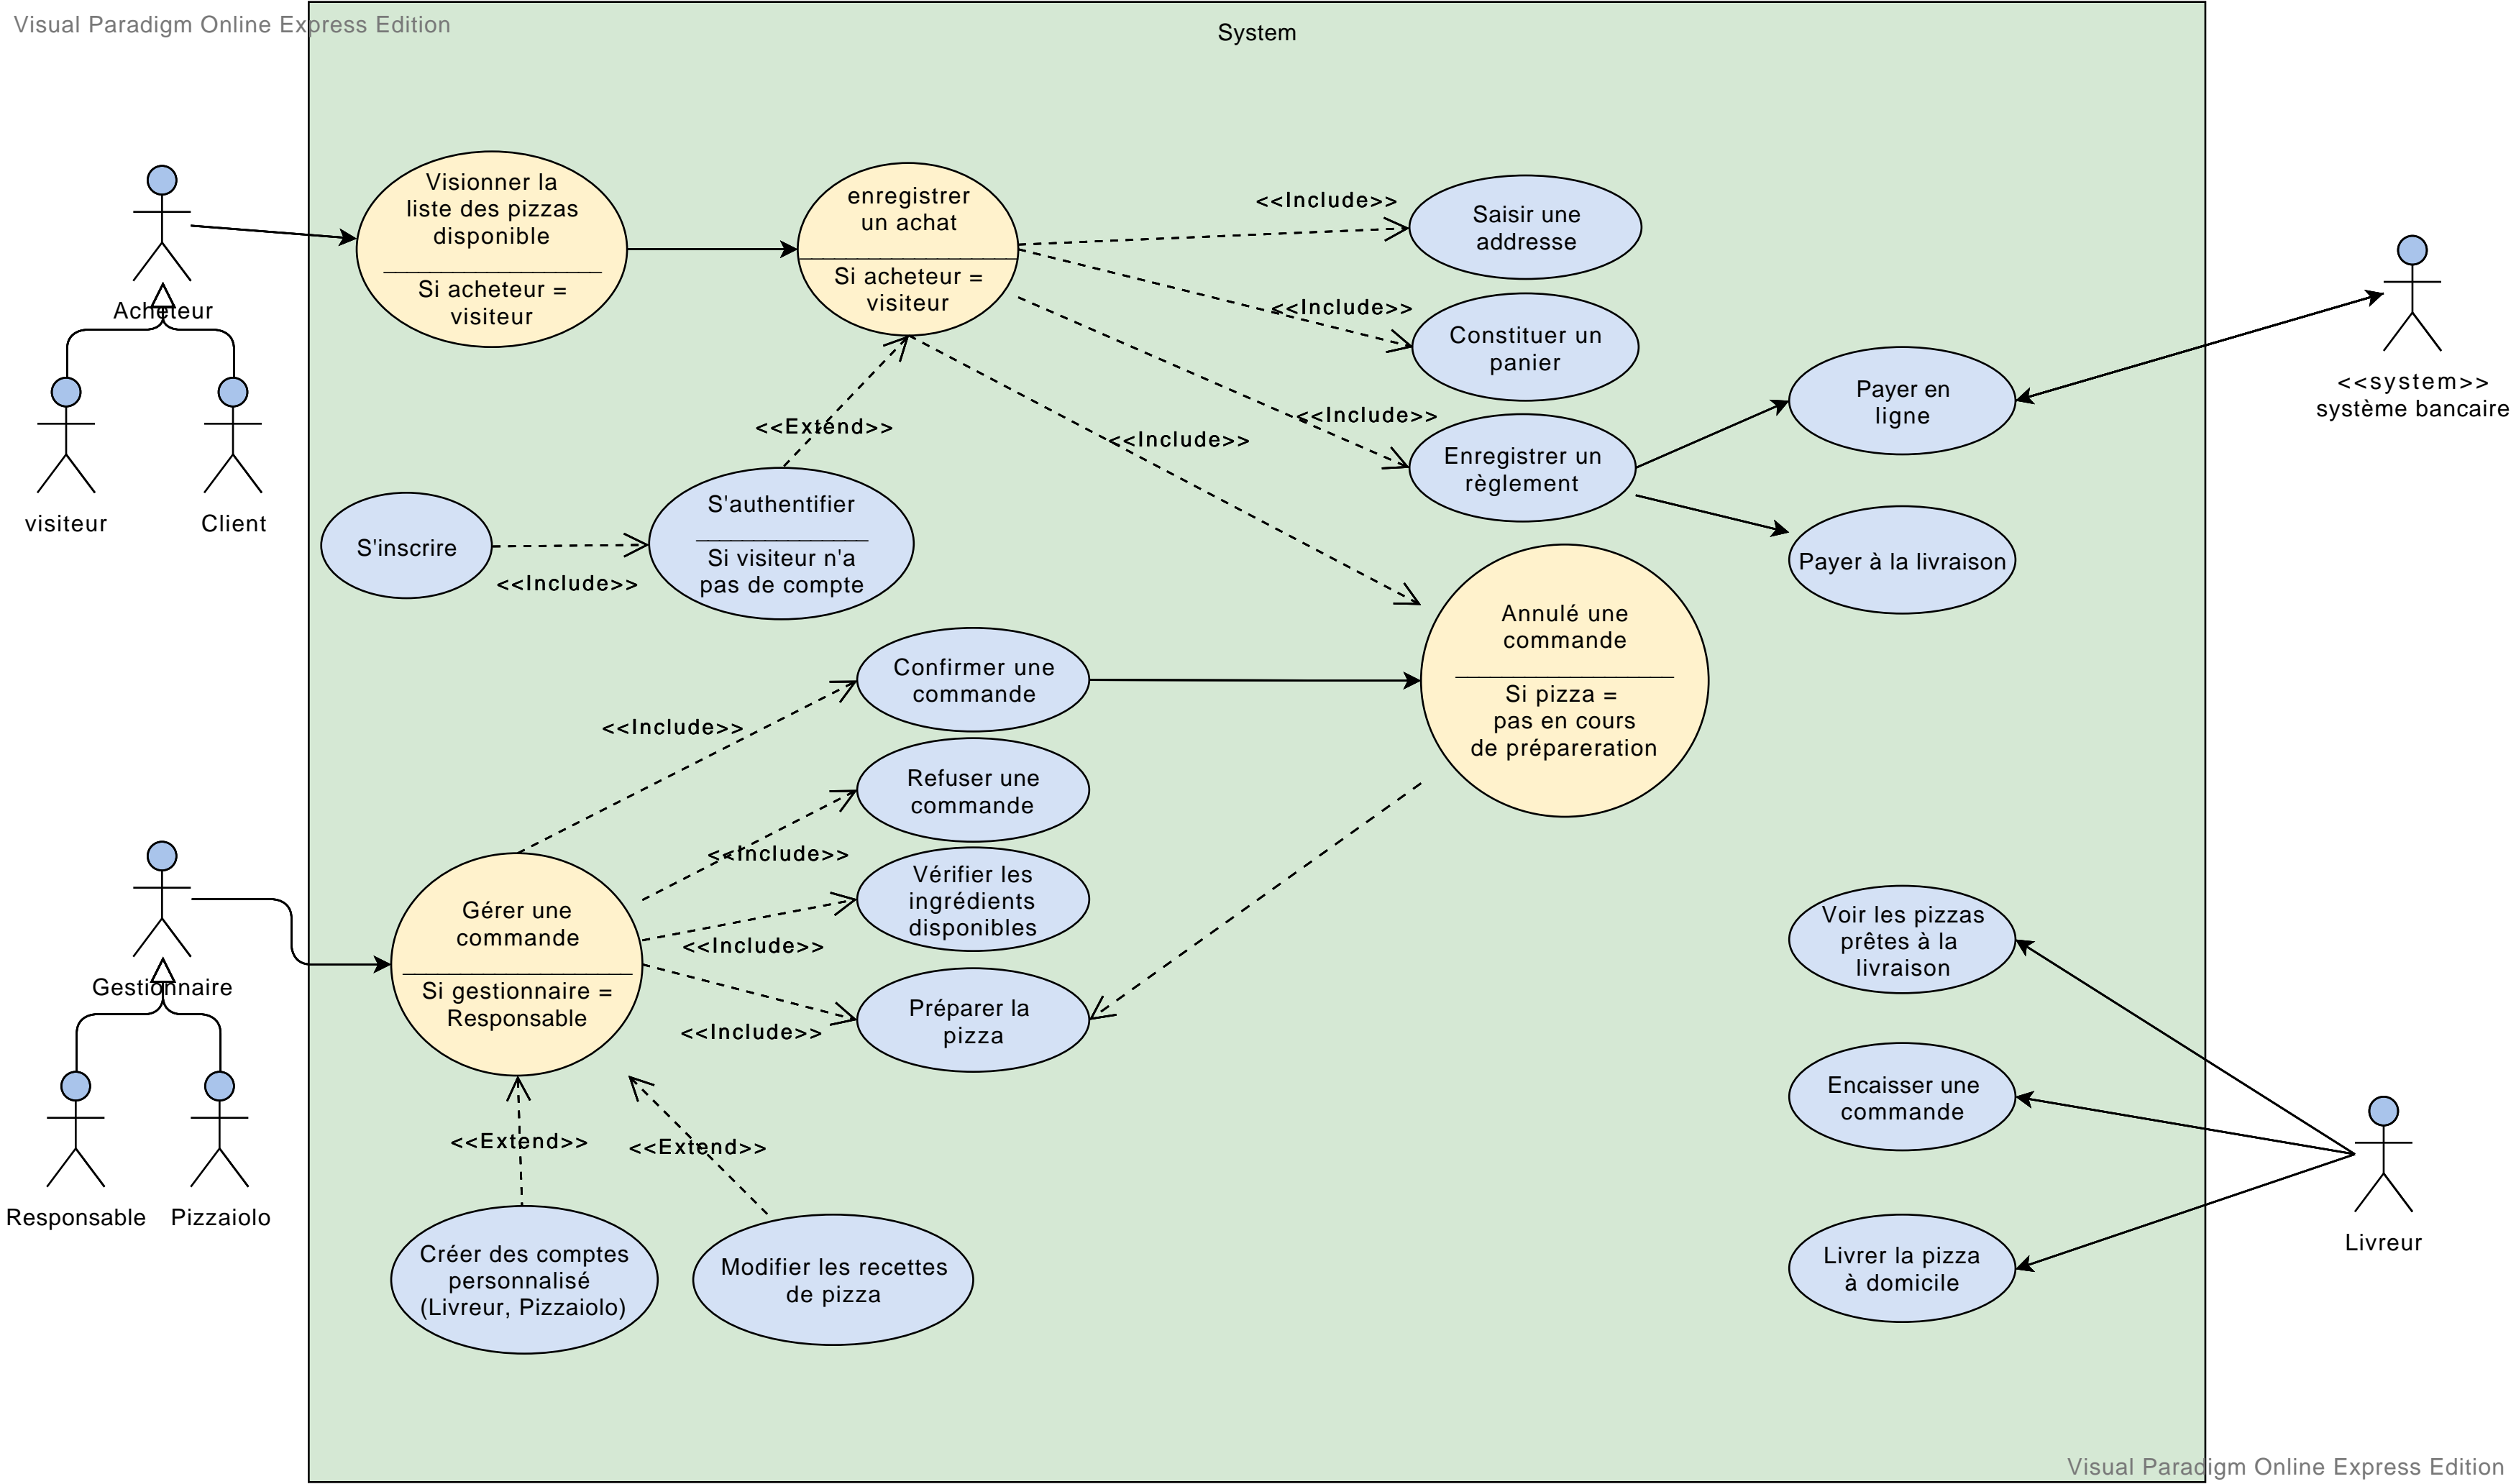 Visual Paradigm Online Express Edition
System
Visionner la
liste des pizzas
disponible
Si acheteur =
visiteur
enregistrer
un achat
Si acheteur =
visiteur
<<Include>>
Saisir une
addresse
<<Include>>
Constituer un
panier
<<Include>>
Enregistrer un
règlement
<<Include>>
Payer en
ligne
Payer à la livraison
<<system>>
système bancaire
Acheteur
visiteur
Client
<<Extend>>
S'authentifier
Si visiteur n'a
pas de compte
S'inscrire
<<Include>>
Annulé une
commande
Si pizza =
pas en cours
de prépareration
Confirmer une
commande
<<Include>>
Refuser une
commande
<<Include>>
Vérifier les
ingrédients
disponibles
<<Include>>
Préparer la
pizza
<<Include>>
Gérer une
commande
Si gestionnaire =
Responsable
Gestionnaire
Responsable
Pizzaiolo
<<Extend>>
<<Extend>>
Créer des comptes
personnalisé
(Livreur, Pizzaiolo)
Modifier les recettes
de pizza
Voir les pizzas
prêtes à la
livraison
Encaisser une
commande
Livrer la pizza
à domicile
Livreur
Visual Paradigm Online Express Edition